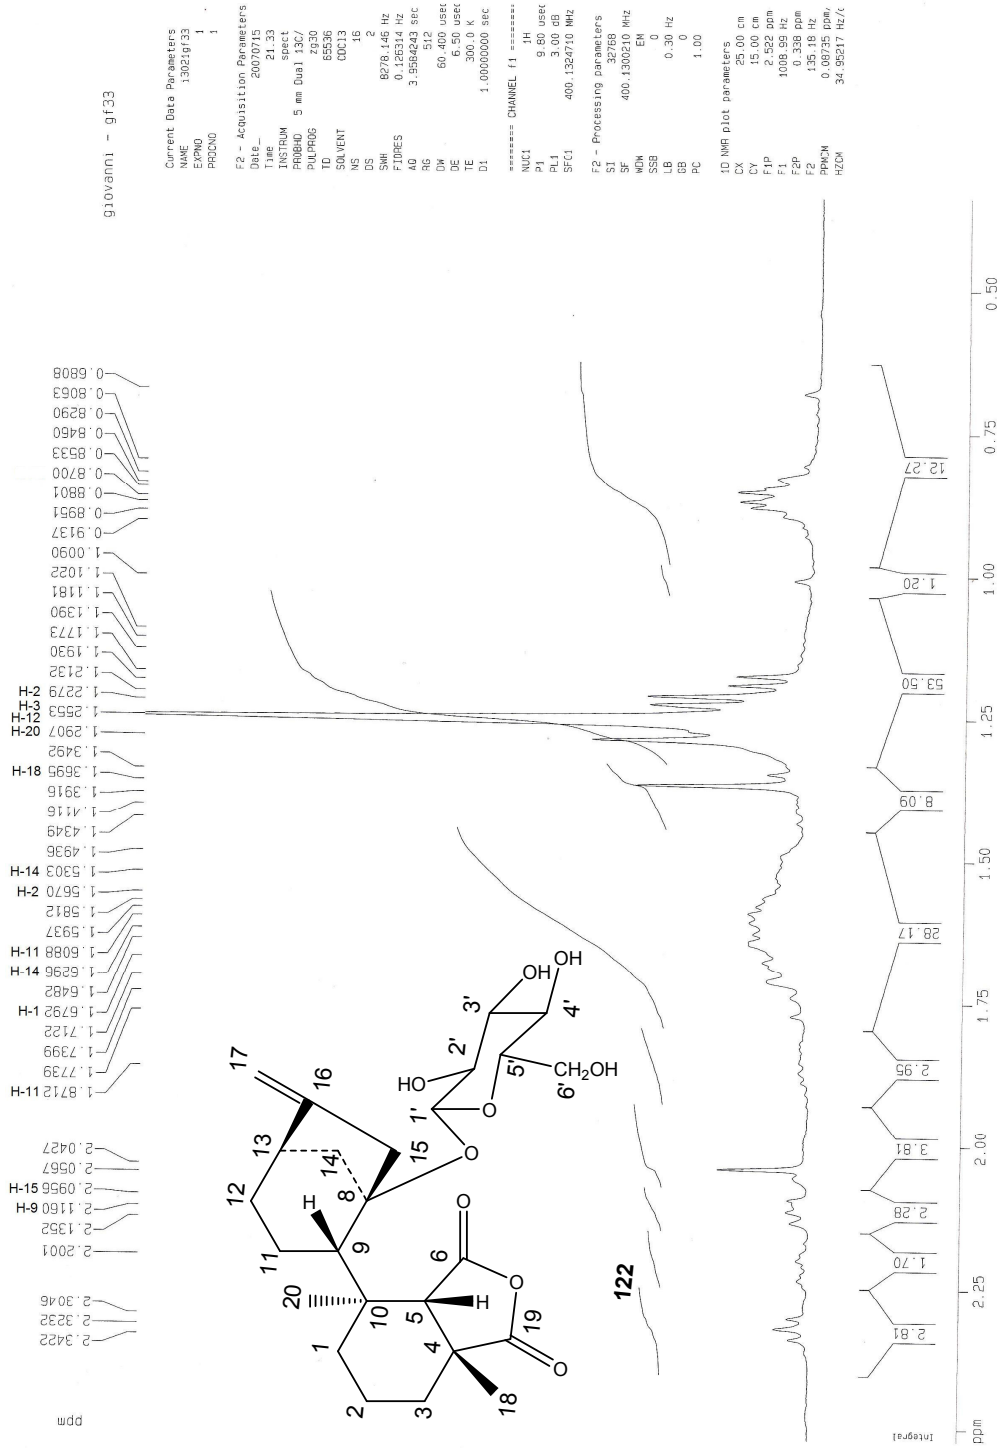 giovanni - gf33
Current Data Parameters
NAME 130219f33
EXPNO 1
PROCNO 1
F2 - Acquisition Parameters
Date_ 20070715
Time 21.33
INSTRUM spect
PROBHD 5 mm Dual 13C/
PULPROG zg30
TD 65536
SOLVENT CDCl3
NS 16
DS 2
SWH 8278.146 Hz
FIDRES 0.126314 Hz
AQ 3.9584243 sec
RG 512
DW 60.400 usec
DE 6.50 usec
TE 300.0 K
D1 1.00000000 sec
======== CHANNEL f1 ========
NUC1 1H
P1 9.80 usec
PL1 3.00 dB
SFO1 400.1324710 MHz
F2 - Processing parameters
SI 32768
SF 400.1300210 MHz
WDW EM
SSB 0
LB 0.30 Hz
GB 0
PC 1.00
1D NMR plot parameters
CX 25.00 cm
CY 15.00 cm
F1P 2.522 ppm
F1 1008.99 Hz
F2P 0.338 ppm
F2 135.18 Hz
PPMCM 0.08735 ppm/
HZCM 34.95217 Hz/c
0.6808
0.8063
0.8290
0.8460
0.8533
0.8700
0.8801
0.8951
0.9137
1.0090
1.1022
1.1181
1.1390
1.1773
1.1930
1.2132
H-2 1.2279
H-3
H-12 1.2553
H-20 1.2907
1.3492
H-18 1.3695
1.3916
1.4116
1.4349
1.4936
H-14 1.5303
H-2 1.5670
1.5812
1.5937
H-11 1.6088
H-14 1.6296
1.6482
H-1 1.6792
1.7122
1.7399
1.7739
H-11 1.8712
2.0427
2.0567
H-15 2.0956
H-9 2.1160
2.1352
2.2001
2.3046
2.3232
2.3422
ppm
17
16
13
15
14
12
8
H
11
9
20
10
1
5
H
6
O
O
19
O
4
2
3
18
O
1'
O
HO
2'
3'
OH
OH
4'
5'
6'
CH2OH
122
12.27
1.20
53.50
8.09
28.17
2.95
3.81
2.28
1.70
2.81
Integral
0.50
0.75
1.00
1.25
1.50
1.75
2.00
2.25
ppm